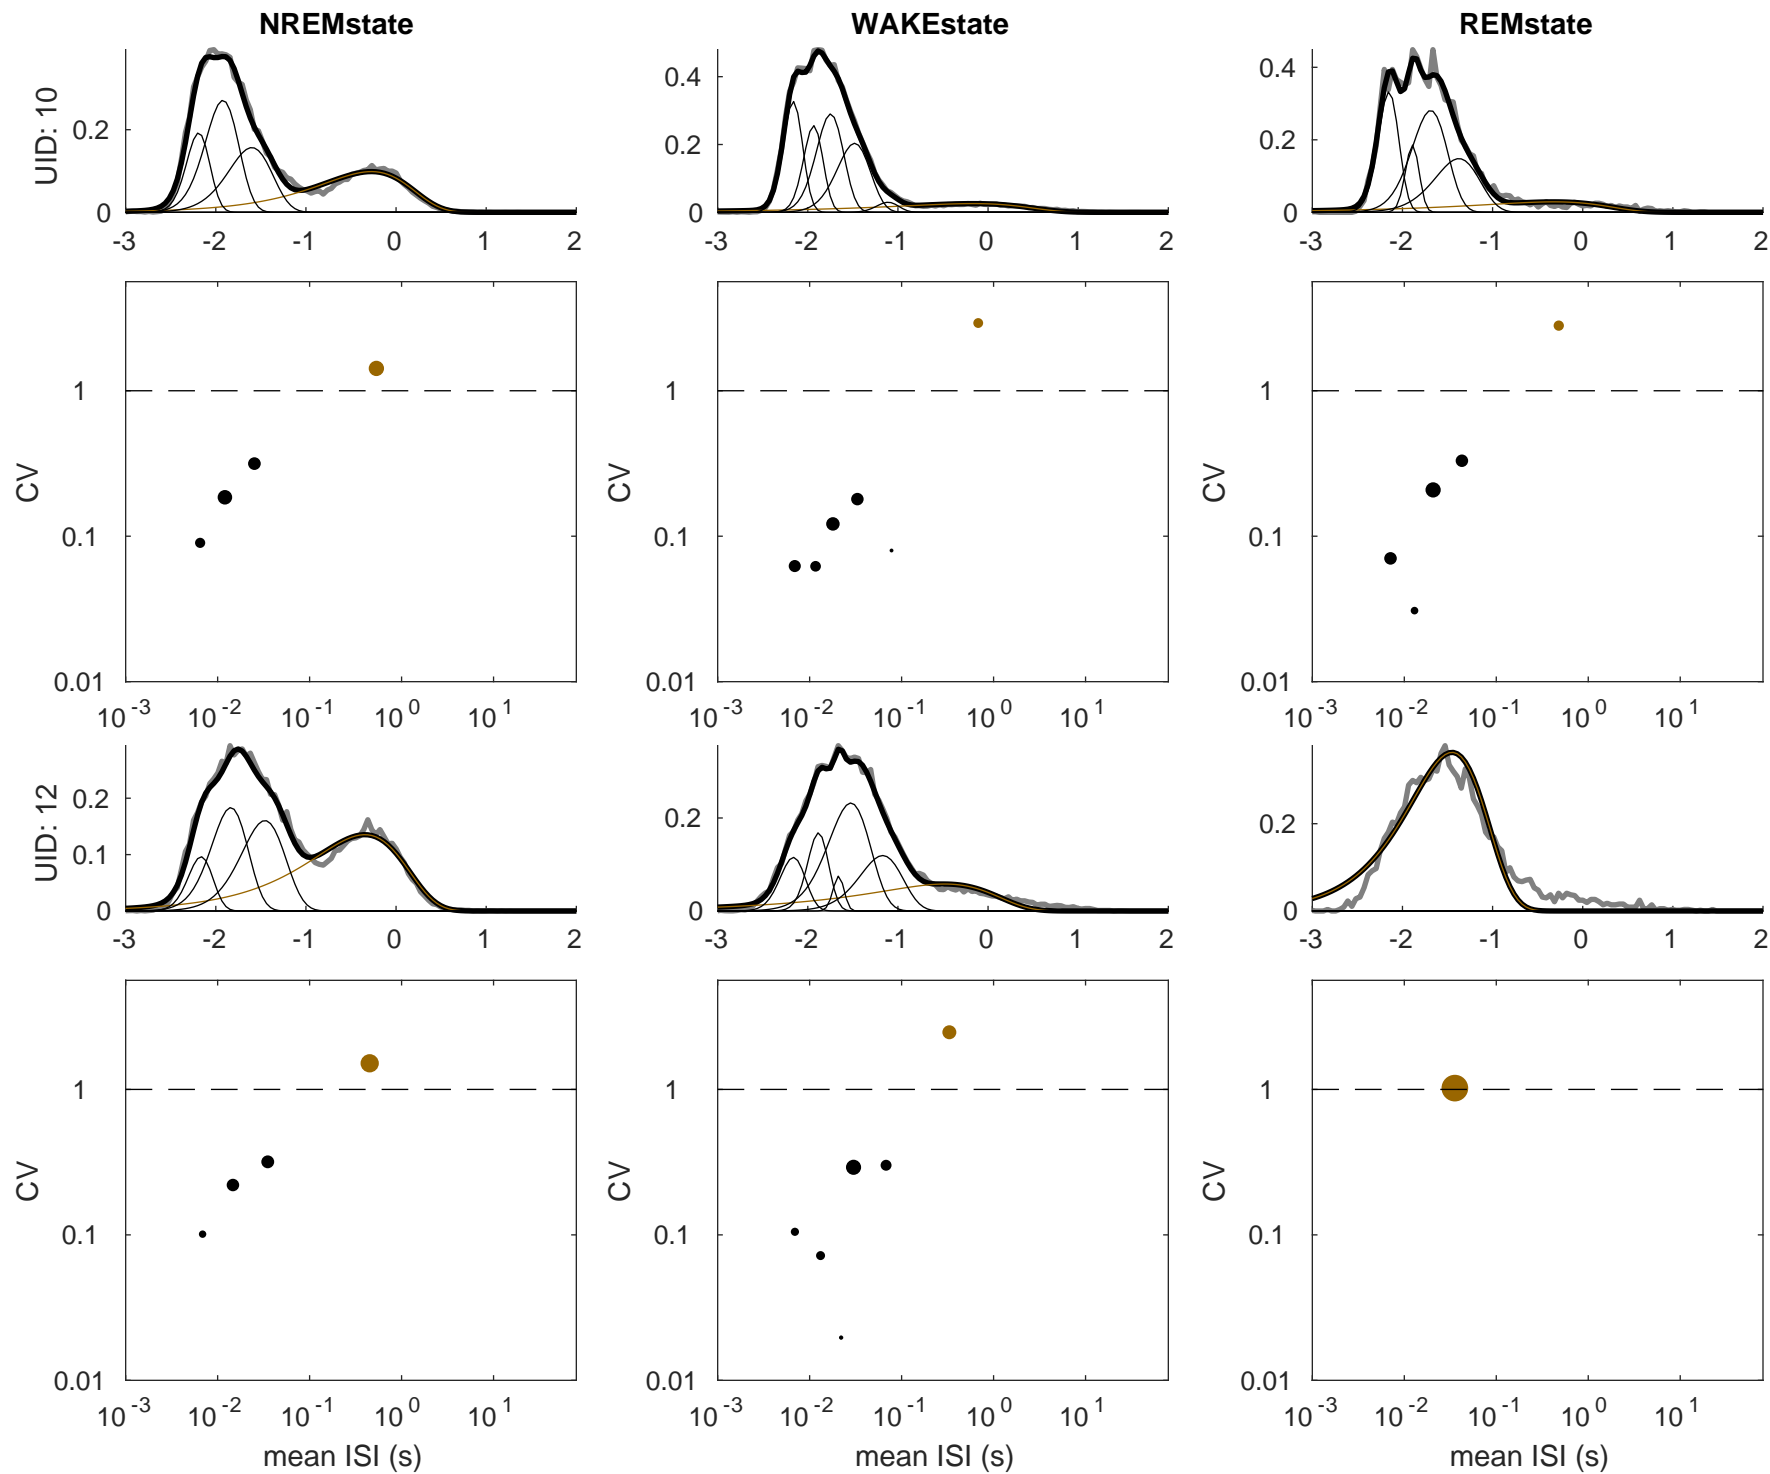 NREMstate WAKEstate REMstate
UID: 10
0.2 0 -3 -2 -1 0 1 2
0.4 0.2 0 -3 -2 -1 0 1 2
0.4 0.2 0 -3 -2 -1 0 1 2
CV 1 0.1 0.01
10^-3 10^-2 10^-1 10^0 10^1
CV 1 0.1 0.01
10^-3 10^-2 10^-1 10^0 10^1
CV 1 0.1 0.01
10^-3 10^-2 10^-1 10^0 10^1
UID: 12
0.2 0.1 0 -3 -2 -1 0 1 2
0.2 0 -3 -2 -1 0 1 2
0.2 0 -3 -2 -1 0 1 2
CV 1 0.1 0.01
10^-3 10^-2 10^-1 10^0 10^1
mean ISI (s)
CV 1 0.1 0.01
10^-3 10^-2 10^-1 10^0 10^1
mean ISI (s)
CV 1 0.1 0.01
10^-3 10^-2 10^-1 10^0 10^1
mean ISI (s)